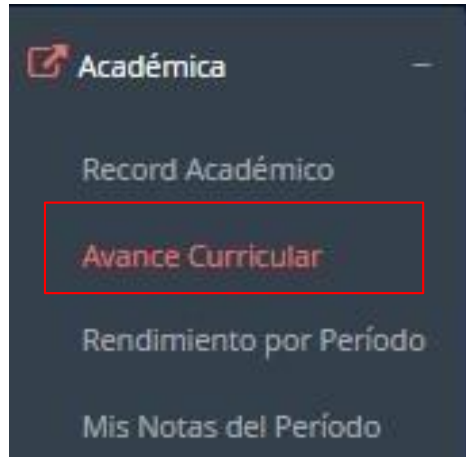 Académica
Record Académico
Avance Curricular
Rendimiento por Período
Mis Notas del Período